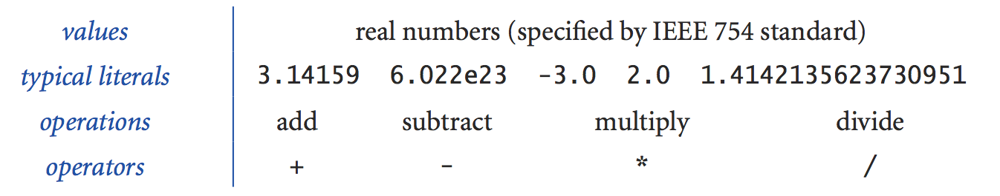 values real numbers (specified by IEEE 754 standard)
typical literals 3.14159 6.022e23 -3.0 2.0 1.4142135623730951
operations add subtract multiply divide
operators + - * /